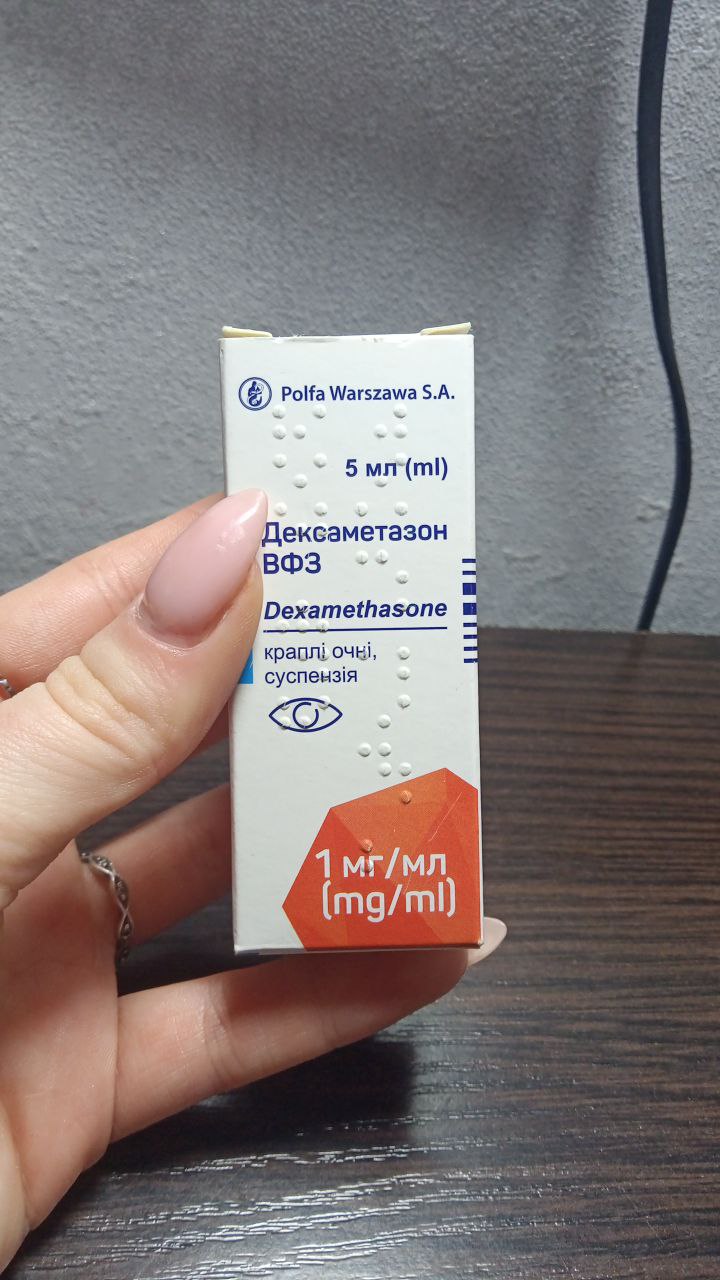 Polfa Warszawa S.A.
5 мл (ml)
Дексаметазон
ВФЗ
Dexamethasone
краплі очні,
суспензія
1 мг/мл
(mg/ml)